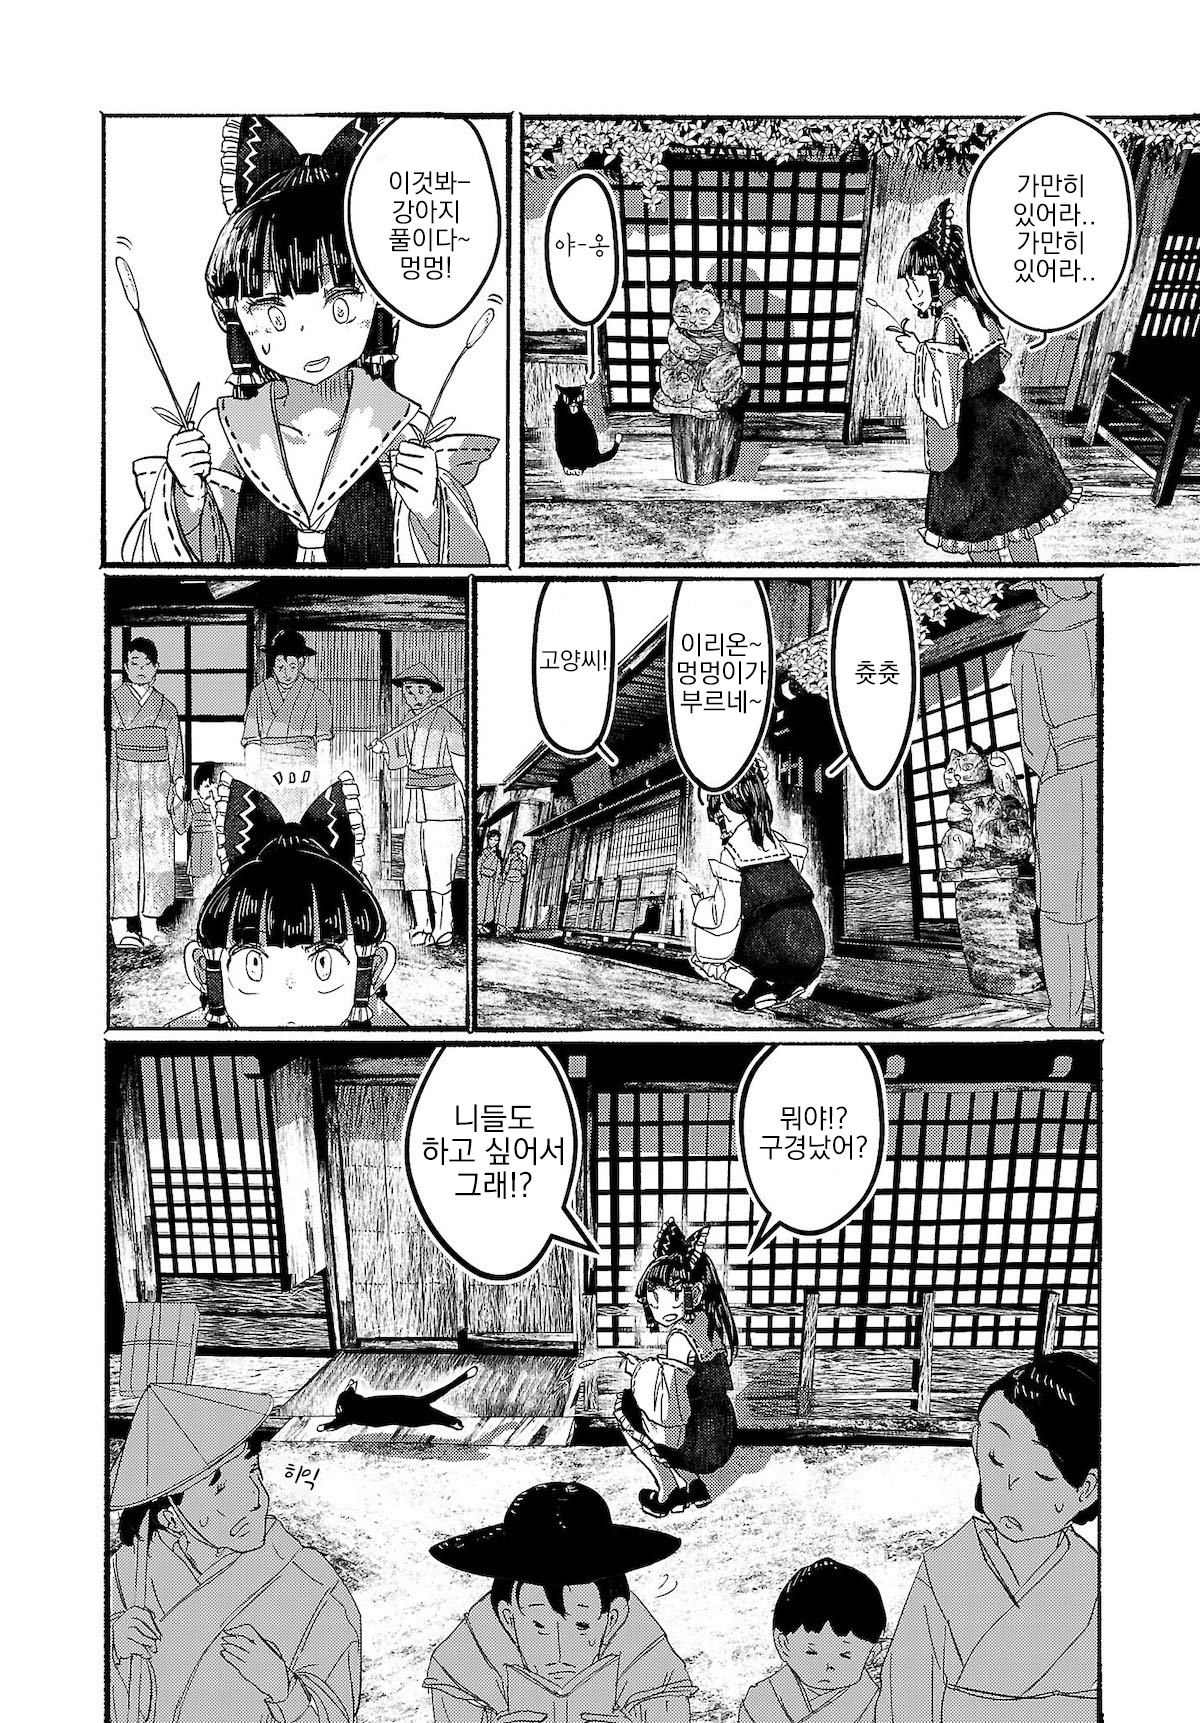 가만히
있어라..
가만히
있어라..
야-옹
이것봐-
강아지
풀이다~
멍멍!
춋춋
이리온~
멍멍이가
부르네~
고양씨!
뭐야!?
구경났어?
니들도
하고 싶어서
그래!?
히익